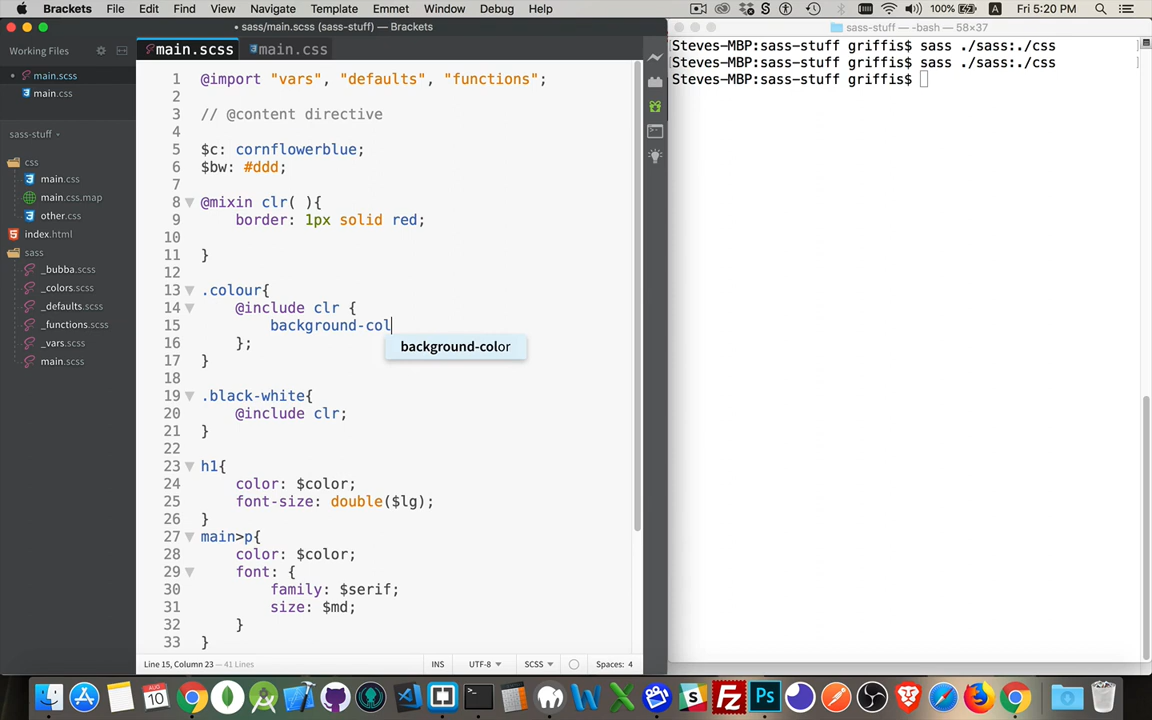 Brackets File Edit Find View Navigate Template Emmet Window Debug Help 100% Fri 5:20 PM
• sass/main.scss (sass-stuff) — Brackets
sass-stuff — -bash — 58×37
Working Files
main.scss
main.css
sass-stuff
css
main.css
main.css.map
other.css
index.html
sass
_bubba.scss
_colors.scss
_defaults.scss
_functions.scss
_vars.scss
main.scss
main.scss main.css
1 @import "vars", "defaults", "functions";
2
3 // @content directive
4
5 $c: cornflowerblue;
6 $bw: #ddd;
7
8 @mixin clr( ){
9 border: 1px solid red;
10
11 }
12
13 .colour{
14 @include clr {
15 background-col
background-color
16 };
17 }
18
19 .black-white{
20 @include clr;
21 }
22
23 h1{
24 color: $color;
25 font-size: double($lg);
26 }
27 main>p{
28 color: $color;
29 font: {
30 family: $serif;
31 size: $md;
32 }
33 }
Line 15, Column 23 — 41 Lines INS UTF-8 SCSS Spaces: 4
[Steves-MBP:sass-stuff griffis$ sass ./sass:./css ]
[Steves-MBP:sass-stuff griffis$ sass ./sass:./css ]
Steves-MBP:sass-stuff griffis$
AUG
10